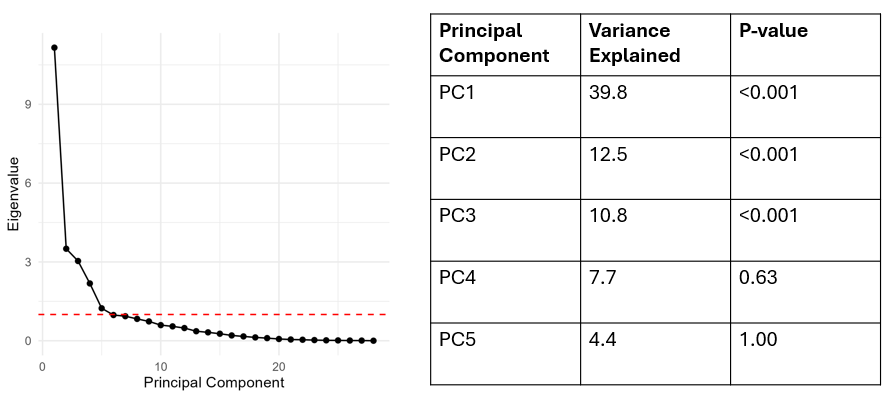 Eigenvalue
9
6
3
0
0
10
20
Principal Component
Principal Component
Variance Explained
P-value
PC1
39.8
<0.001
PC2
12.5
<0.001
PC3
10.8
<0.001
PC4
7.7
0.63
PC5
4.4
1.00